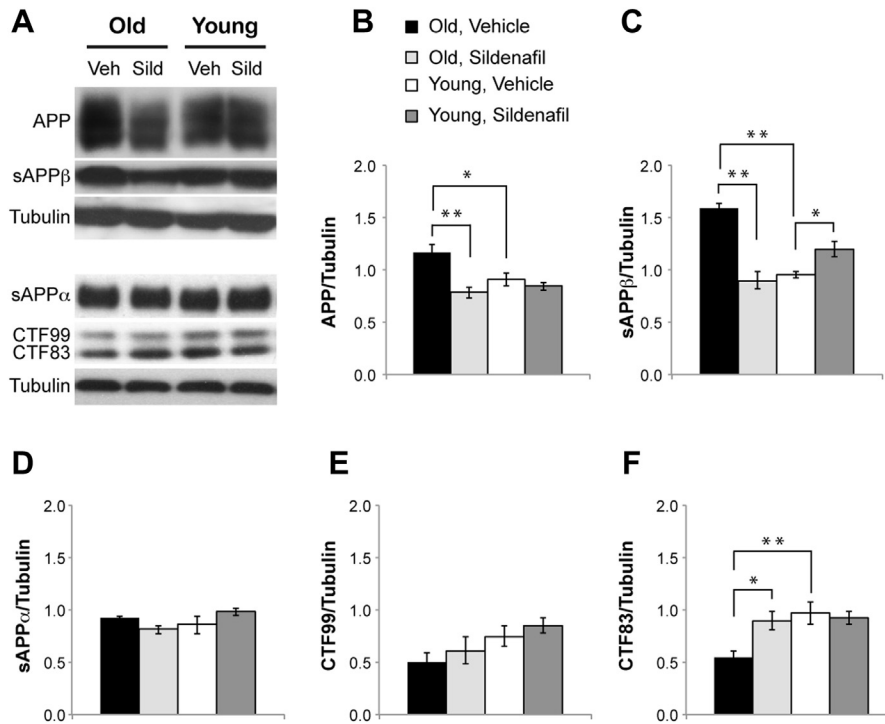 A
Old Young
Veh Sild Veh Sild
APP
sAPPβ
Tubulin
sAPPα
CTF99
CTF83
Tubulin
B
Old, Vehicle
Old, Sildenafil
Young, Vehicle
Young, Sildenafil
APP/Tubulin
2.0
1.5
1.0
0.5
0.0
*
**
C
sAPPβ/Tubulin
2.0
1.5
1.0
0.5
0.0
**
**
*
D
sAPPα/Tubulin
2.0
1.5
1.0
0.5
0.0
E
CTF99/Tubulin
2.0
1.5
1.0
0.5
0.0
F
CTF83/Tubulin
2.0
1.5
1.0
0.5
0.0
**
*